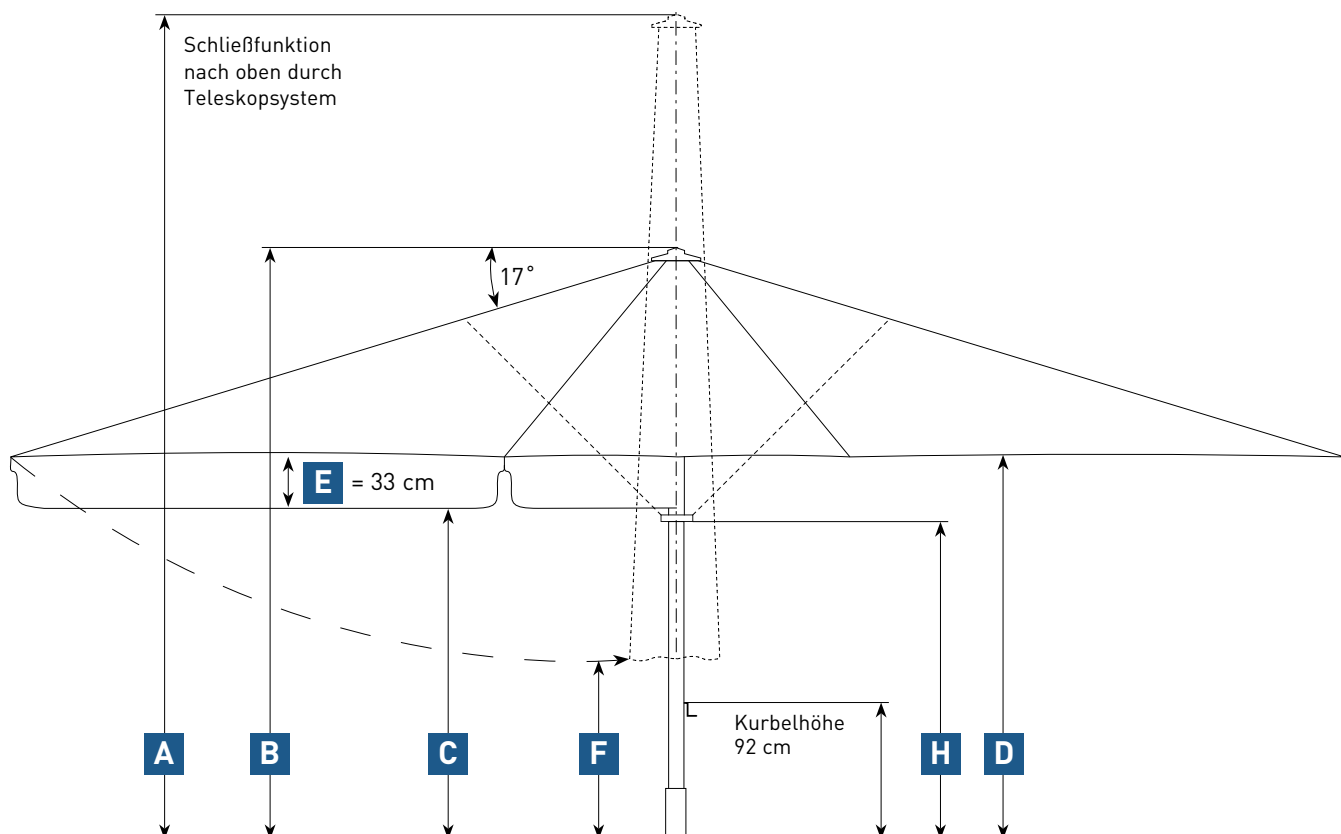 Schließfunktion
nach oben durch
Teleskopsystem
17°
E = 33 cm
Kurbelhöhe
92 cm
A
B
C
F
H
D